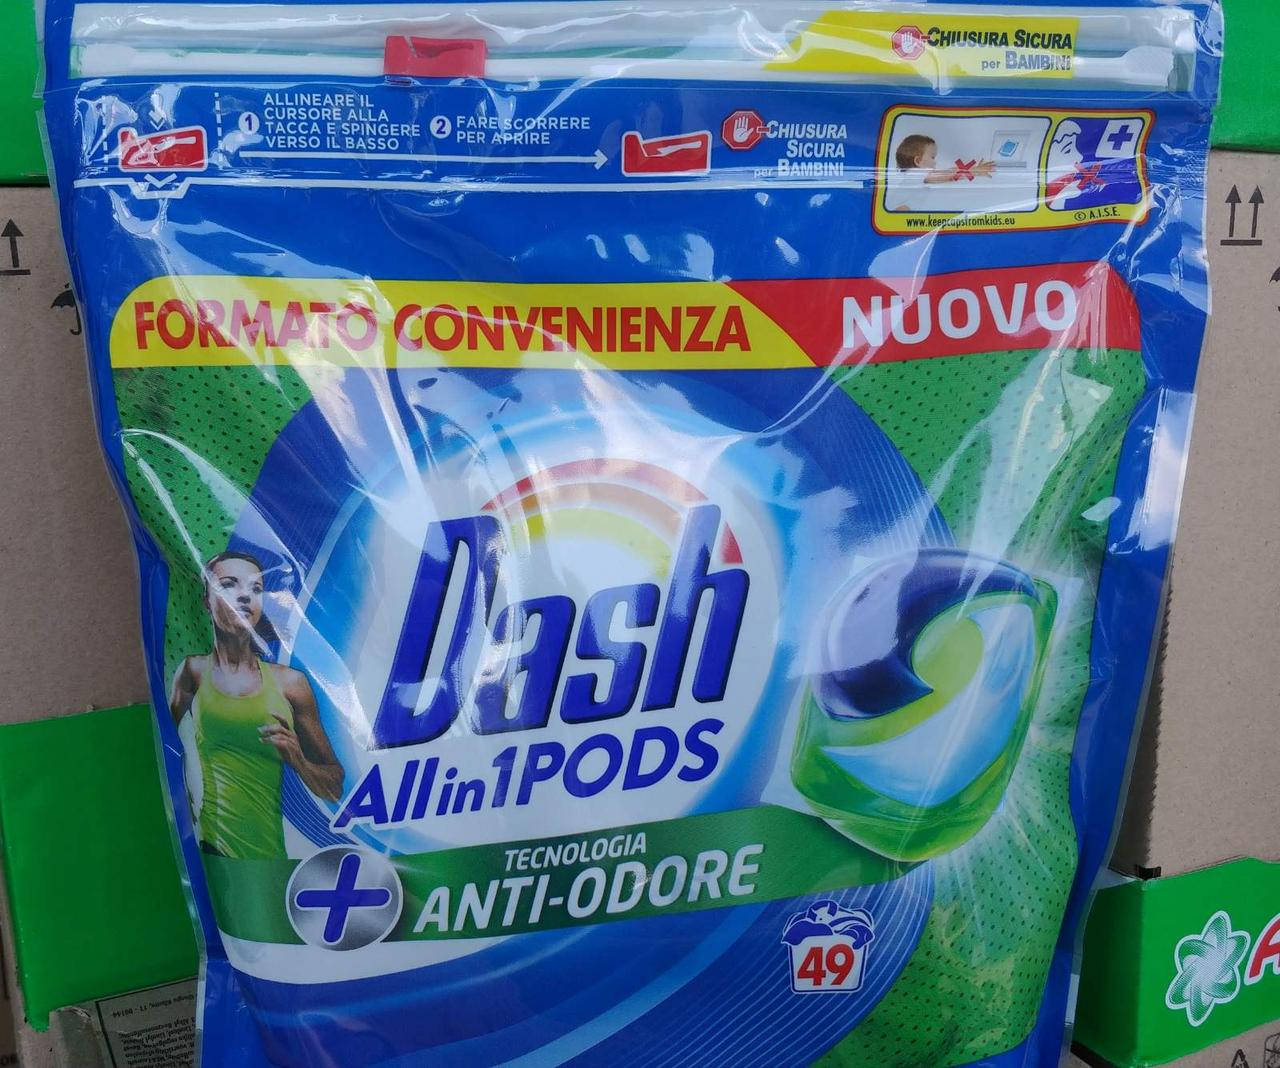 CHIUSURA SICURA
per BAMBINI
1 ALLINEARE IL
CURSORE ALLA
TACCA E SPINGERE
VERSO IL BASSO
2 FARE SCORRERE
PER APRIRE
CHIUSURA
SICURA
per BAMBINI
www.keepcapsfromkids.eu
© A.I.S.E.
FORMATO CONVENIENZA
NUOVO
Dash
All in 1 PODS
+ TECNOLOGIA
ANTI-ODORE
49